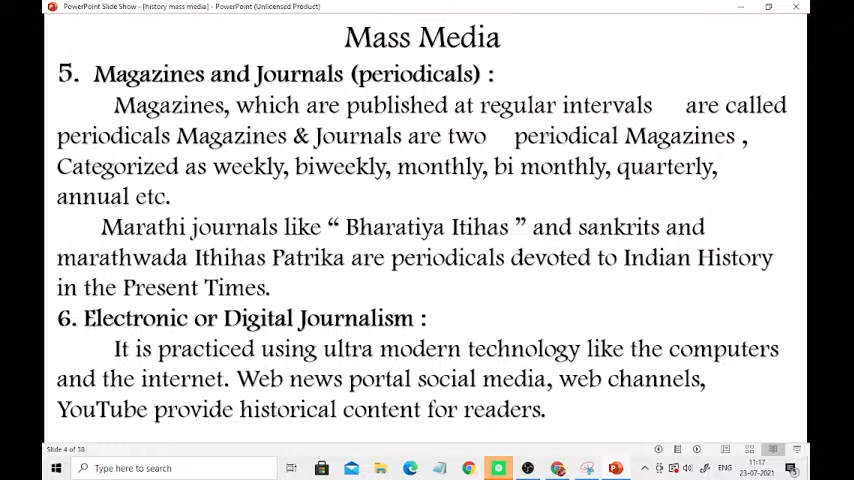 PowerPoint Slide Show - [history mass media] - PowerPoint (Unlicensed Product)
Mass Media
5. Magazines and Journals (periodicals) :
Magazines, which are published at regular intervals are called
periodicals Magazines & Journals are two periodical Magazines ,
Categorized as weekly, biweekly, monthly, bi monthly, quarterly,
annual etc.
Marathi journals like “ Bharatiya Itihas ” and sankrits and
marathwada Iththas Patrika are periodicals devoted to Indian History
in the Present Times.
6. Electronic or Digital Journalism :
It is practiced using ultra modern technology like the computers
and the internet. Web news portal social media, web channels,
YouTube provide historical content for readers.
Slide 4 of 38
Type here to search
ENG
11:17
23-07-2021